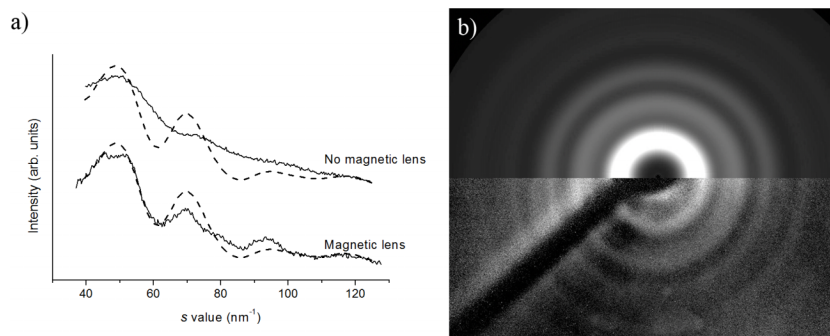 a)
Intensity (arb. units)
No magnetic lens
Magnetic lens
40 60 80 100 120
s value (nm⁻¹)
b)